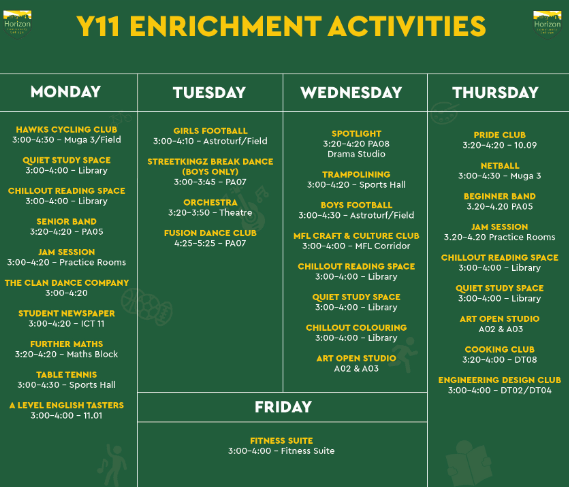 Horizon
Y11 ENRICHMENT ACTIVITIES
Horizon
MONDAY
HAWKS CYCLING CLUB
3:00-4:30 – Muga 3/Field
QUIET STUDY SPACE
3:00-4:00 – Library
CHILLOUT READING SPACE
3:00-4:00 – Library
SENIOR BAND
3:20-4:20 – PA05
JAM SESSION
3:00-4:20 – Practice Rooms
THE CLAN DANCE COMPANY
3:00-4:20
STUDENT NEWSPAPER
3:00-4:20 – ICT 11
FURTHER MATHS
3:20-4:20 – Maths Block
TABLE TENNIS
3:00-4:30 – Sports Hall
A LEVEL ENGLISH TASTERS
3:00-4:00 – 11.01
TUESDAY
GIRLS FOOTBALL
3:00-4:10 – Astroturf/Field
STREETKINGZ BREAK DANCE
(BOYS ONLY)
3:00-3:45 – PA07
ORCHESTRA
3:20-3:50 – Theatre
FUSION DANCE CLUB
4:25-5:25 – PA07
WEDNESDAY
SPOTLIGHT
3:20-4:20 PA08
Drama Studio
TRAMPOLINING
3:00-4:20 – Sports Hall
BOYS FOOTBALL
3:00-4:30 – Astroturf/Field
MFL CRAFT & CULTURE CLUB
3:00-4:00 – MFL Corridor
CHILLOUT READING SPACE
3:00-4:00 – Library
QUIET STUDY SPACE
3:00-4:00 – Library
CHILLOUT COLOURING
3:00-4:00 – Library
ART OPEN STUDIO
A02 & A03
THURSDAY
PRIDE CLUB
3:20-4:20 – 10.09
NETBALL
3:00-4:30 – Muga 3
BEGINNER BAND
3.20-4.20 PA05
JAM SESSION
3.20-4.20 Practice Rooms
CHILLOUT READING SPACE
3:00-4:00 – Library
QUIET STUDY SPACE
3:00-4:00 – Library
ART OPEN STUDIO
A02 & A03
COOKING CLUB
3:20-4:00 – DT08
ENGINEERING DESIGN CLUB
3:00-4:00 – DT02/DT04
FRIDAY
FITNESS SUITE
3:00-4:00 – Fitness Suite